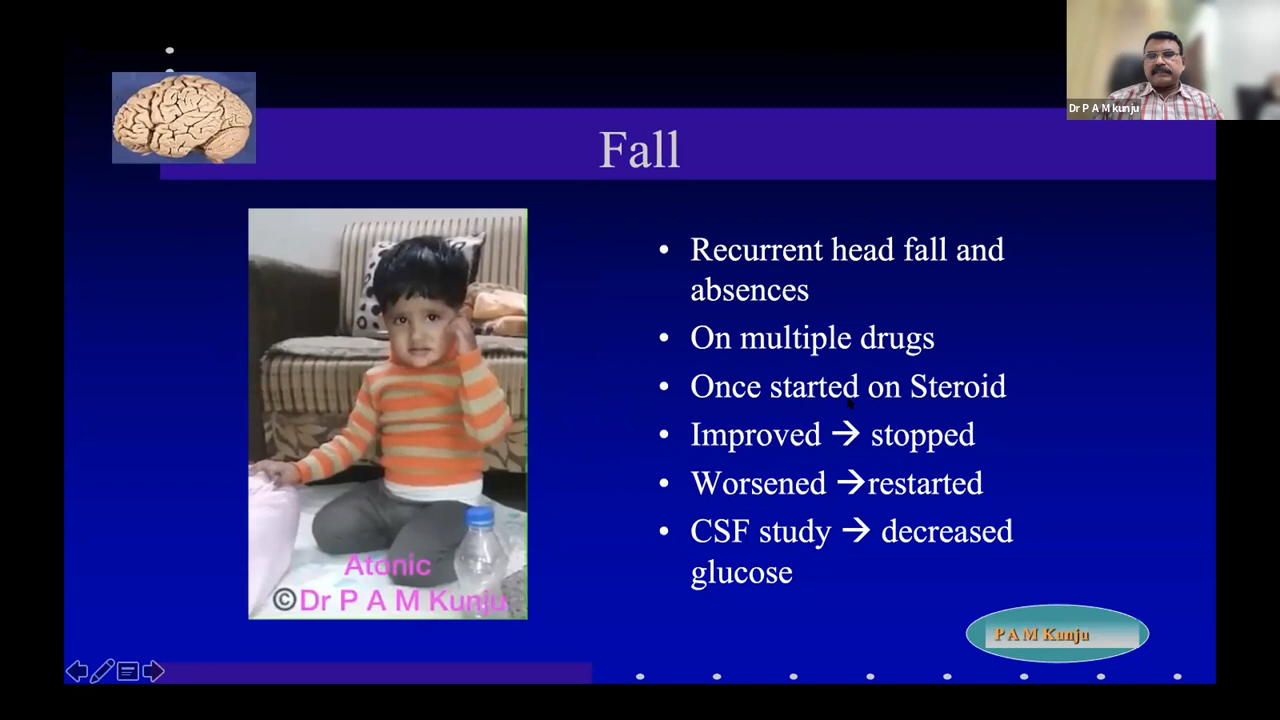 Dr P A M kunju
Fall
• Recurrent head fall and
absences
• On multiple drugs
• Once started on Steroid
• Improved → stopped
• Worsened →restarted
• CSF study → decreased
glucose
Atonic
©Dr P A M Kunju
P A M Kunju